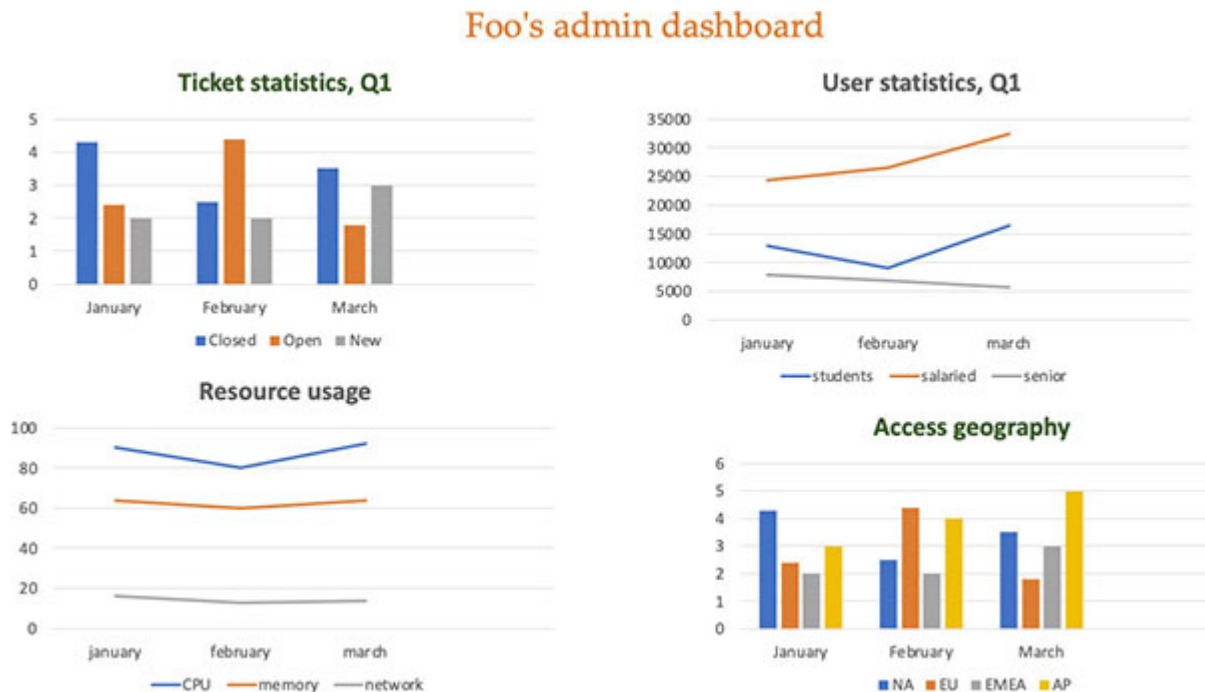 Foo's admin dashboard
Ticket statistics, Q1
5
4
3
2
1
0
January February March
Closed Open New
User statistics, Q1
35000
30000
25000
20000
15000
10000
5000
0
january february march
students salaried senior
Resource usage
100
80
60
40
20
0
january february march
CPU memory network
Access geography
6
5
4
3
2
1
0
January February March
NA EU EMEA AP